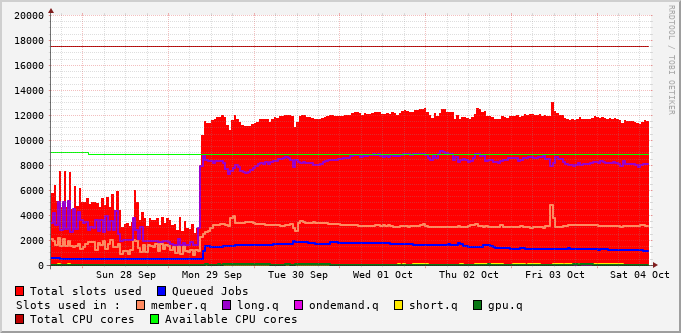 20000
18000
16000
14000
12000
10000
8000
6000
4000
2000
0
Sun 28 Sep Mon 29 Sep Tue 30 Sep Wed 01 Oct Thu 02 Oct Fri 03 Oct Sat 04 Oct
Total slots used Queued Jobs
Slots used in : member.q long.q ondemand.q short.q gpu.q
Total CPU cores Available CPU cores
RRDTOOL / TOBI OETIKER